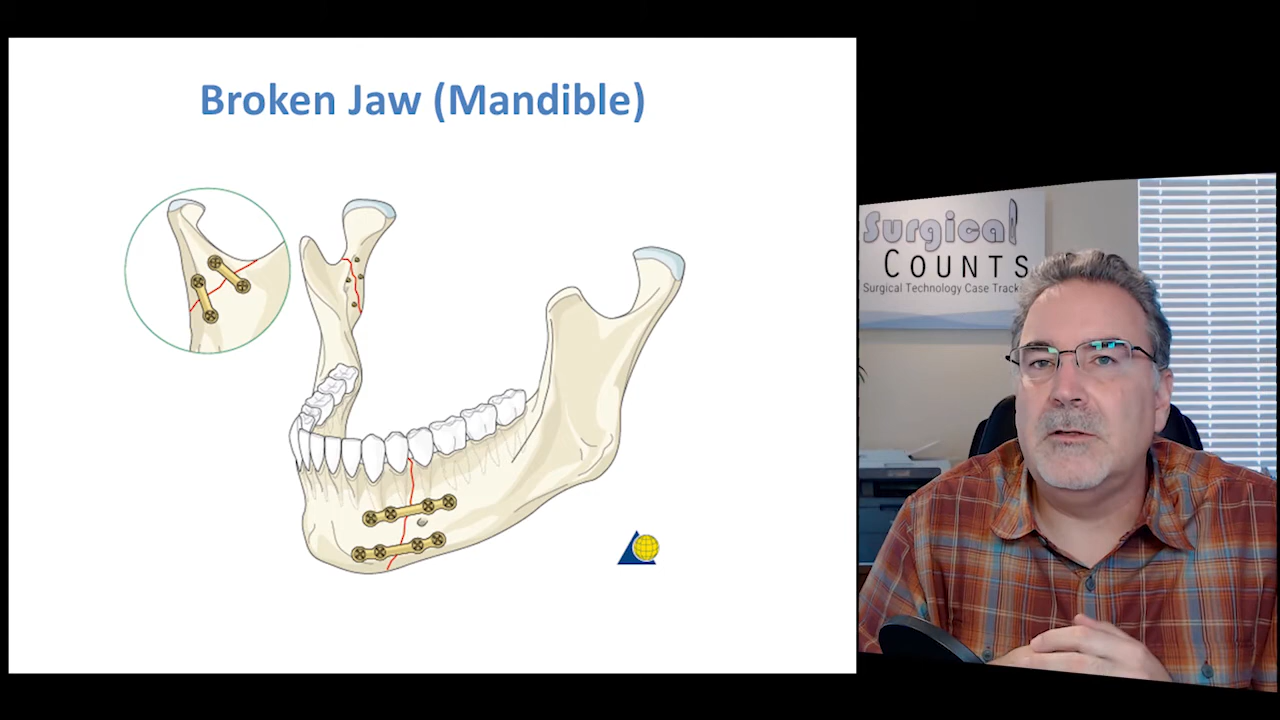 Broken Jaw (Mandible)
Surgical
COUNTS
Surgical Technology Case Track